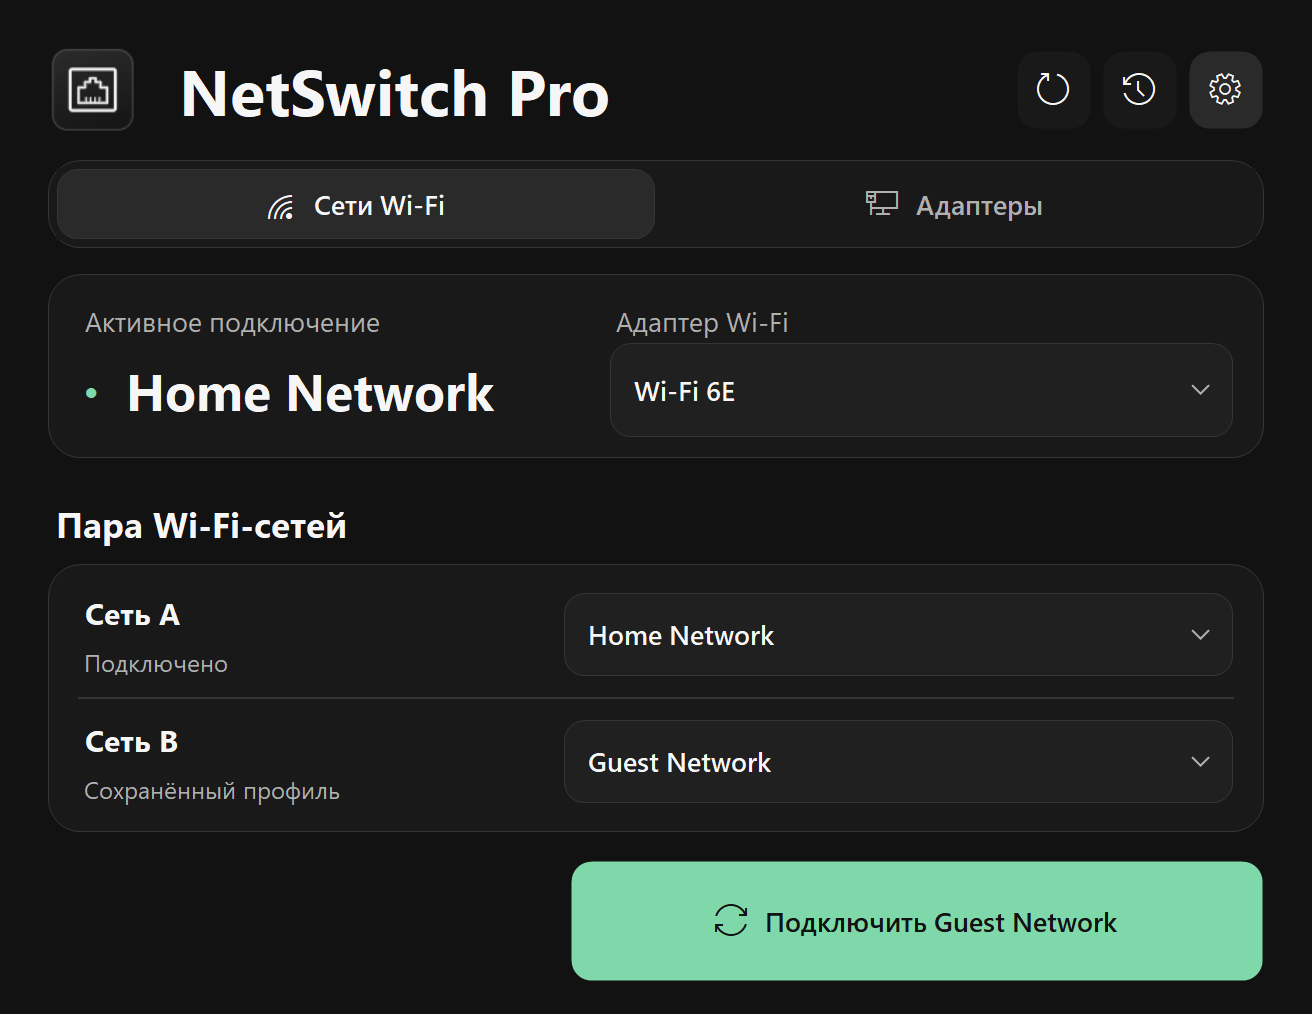 NetSwitch Pro
Сети Wi-Fi
Адаптеры
Активное подключение
Адаптер Wi-Fi
Home Network
Wi-Fi 6E
Пара Wi-Fi-сетей
Сеть A
Home Network
Подключено
Сеть B
Guest Network
Сохранённый профиль
Подключить Guest Network